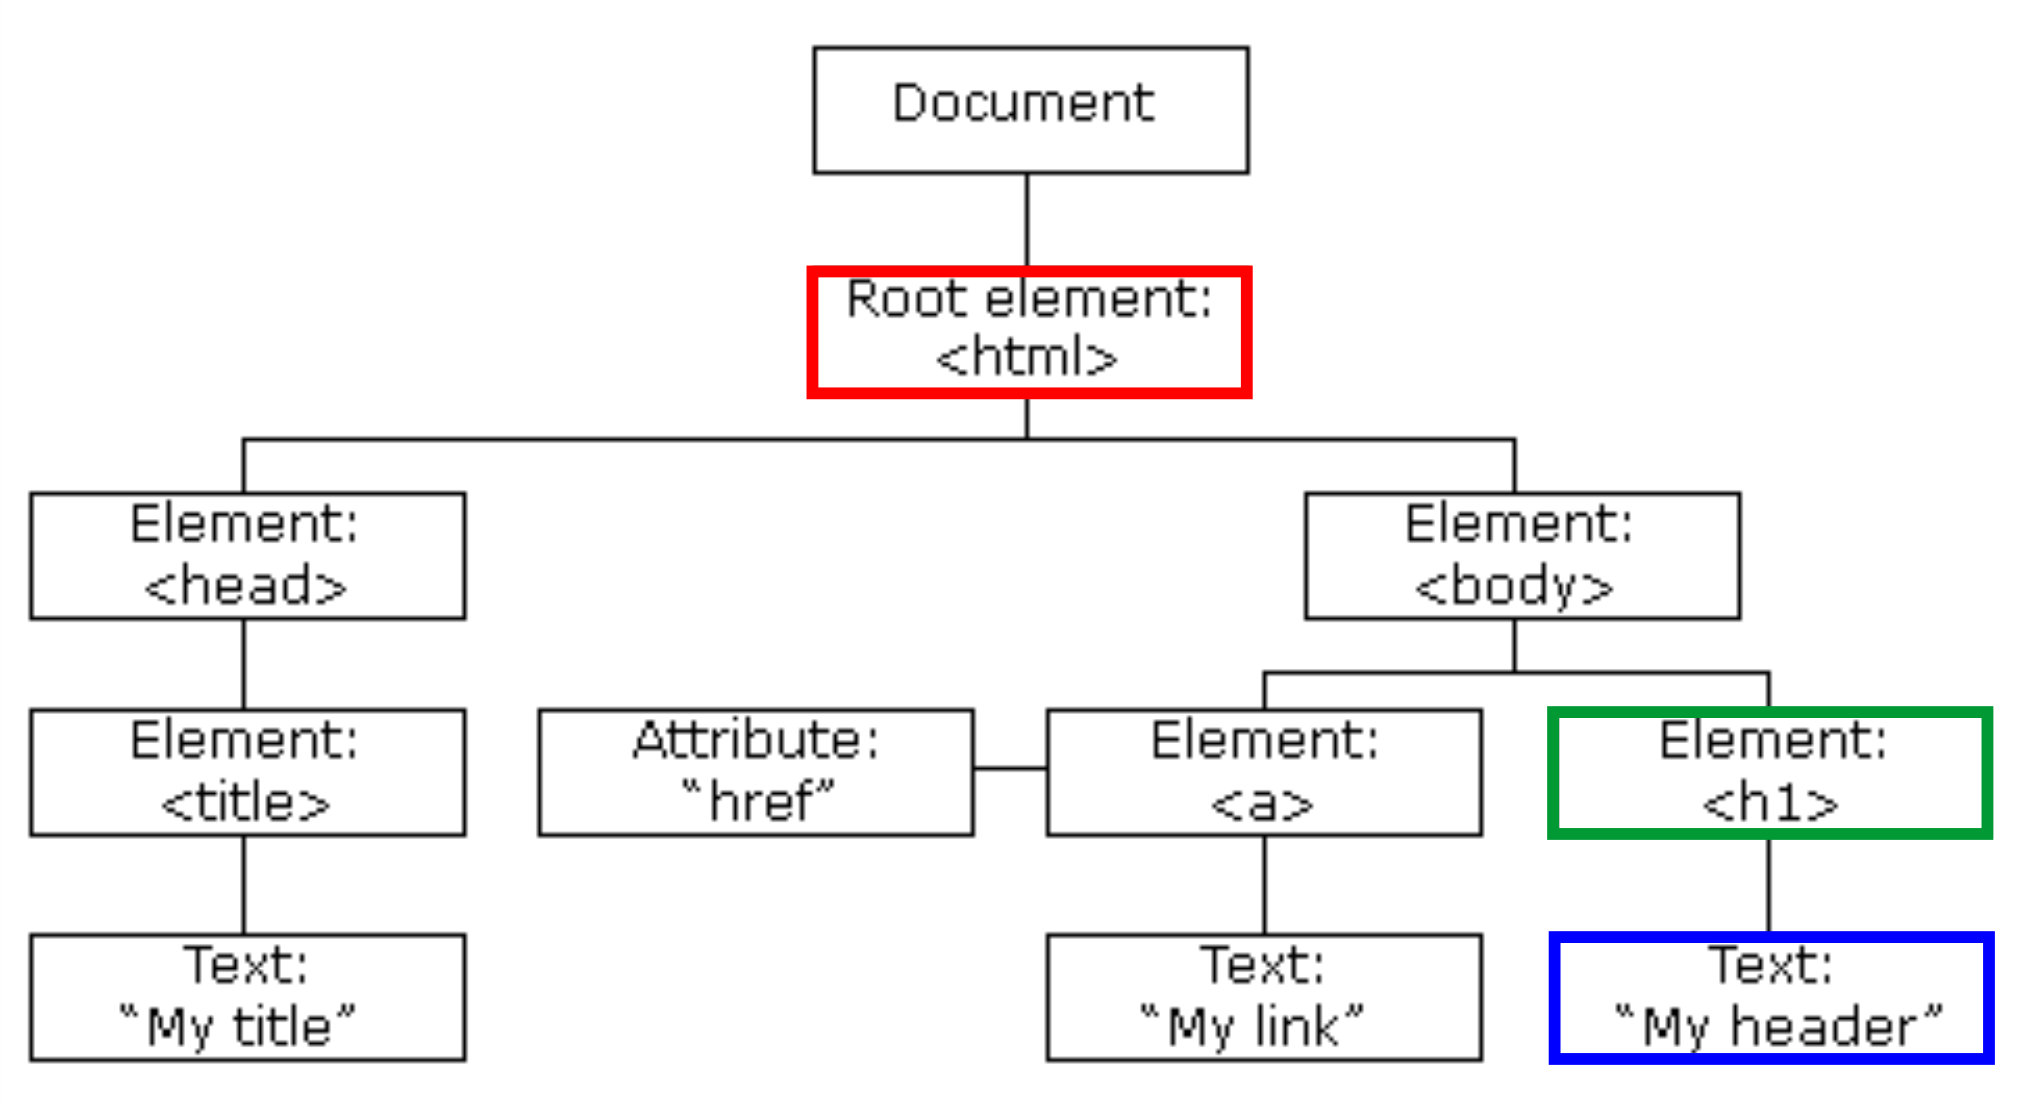 Document
Root element:
<html>
Element:
<head>
Element:
<body>
Element:
<title>
Attribute:
“href”
Element:
<a>
Element:
<h1>
Text:
“My title”
Text:
“My link”
Text:
“My header”